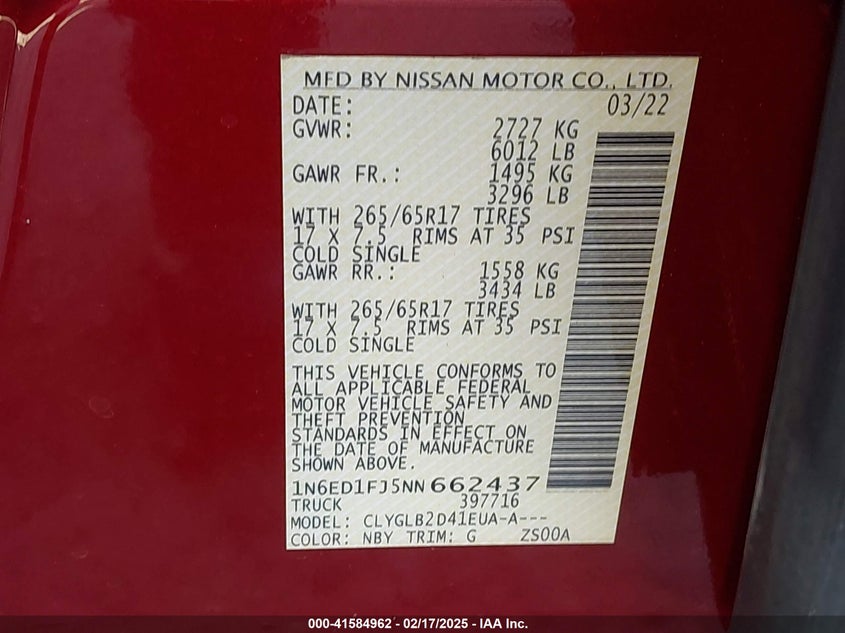 MFD BY NISSAN MOTOR CO., LTD.
DATE: 03/22
GVWR: 2727 KG
6012 LB
GAWR FR.: 1495 KG
3296 LB
WITH 265/65R17 TIRES
17 X 7.5 RIMS AT 35 PSI
COLD SINGLE
GAWR RR.: 1558 KG
3434 LB
WITH 265/65R17 TIRES
17 X 7.5 RIMS AT 35 PSI
COLD SINGLE
THIS VEHICLE CONFORMS TO
ALL APPLICABLE FEDERAL
MOTOR VEHICLE SAFETY AND
THEFT PREVENTION
STANDARDS IN EFFECT ON
THE DATE OF MANUFACTURE
SHOWN ABOVE.
1N6ED1FJ5NN662437
TRUCK 397716
MODEL: CLYGLB2D41EUA-A---
COLOR: NBY TRIM: G ZS00A
000-41584962 - 02/17/2025 - IAA Inc.